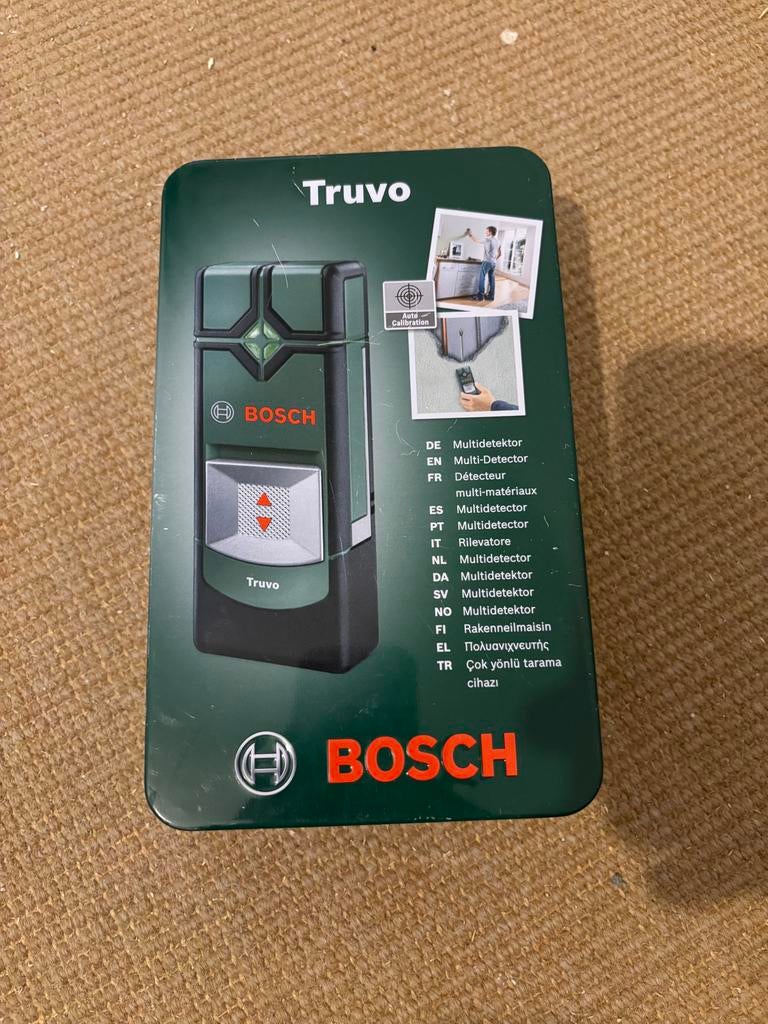 Truvo
Auto
Calibration
BOSCH
Truvo
DE Multidetektor
EN Multi-Detector
FR Détecteur
multi-matériaux
ES Multidetector
PT Multidetector
IT Rilevatore
NL Multidetector
DA Multidetektor
SV Multidetektor
NO Multidetektor
FI Rakenneilmaisin
EL Πολυανιχνευτής
TR Çok yönlü tarama
cihazı
BOSCH